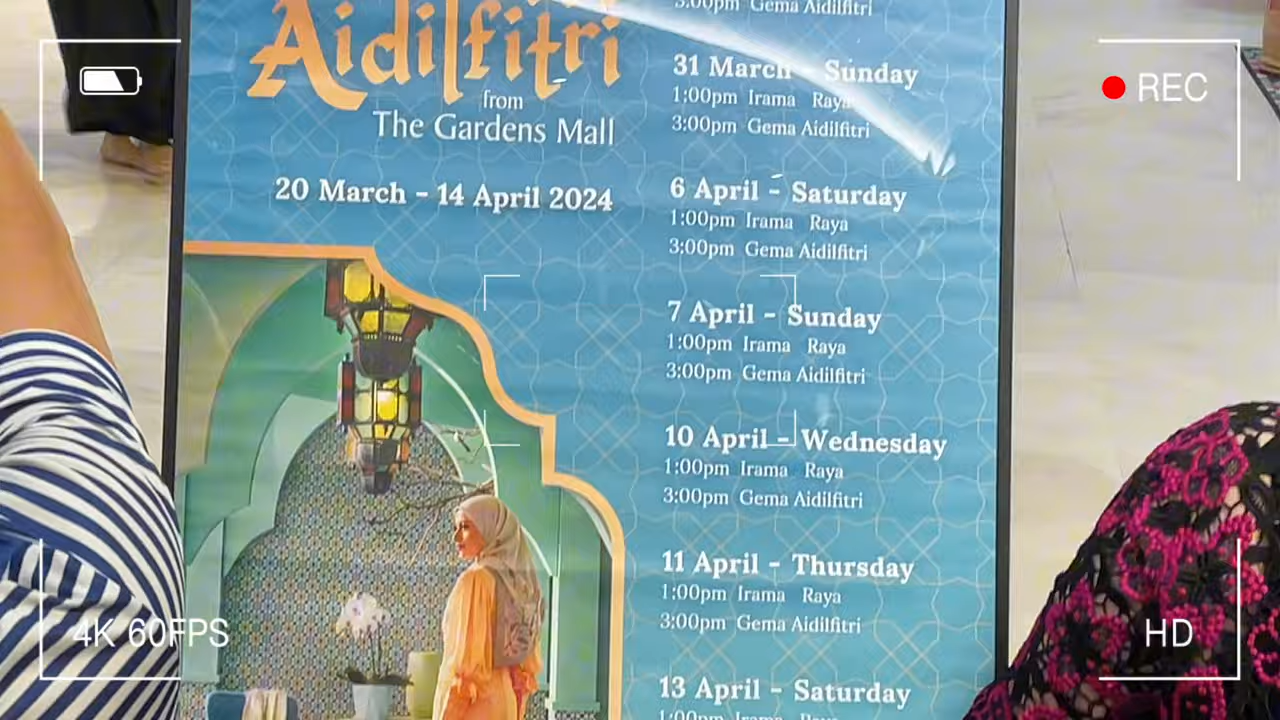 Aidilfitri
from
The Gardens Mall
20 March - 14 April 2024
3:00pm Gema Aidilfitri
31 March - Sunday
1:00pm Irama Raya
3:00pm Gema Aidilfitri
6 April - Saturday
1:00pm Irama Raya
3:00pm Gema Aidilfitri
7 April - Sunday
1:00pm Irama Raya
3:00pm Gema Aidilfitri
10 April - Wednesday
1:00pm Irama Raya
3:00pm Gema Aidilfitri
11 April - Thursday
1:00pm Irama Raya
3:00pm Gema Aidilfitri
13 April - Saturday
1:00pm Irama Raya
REC
4K 60FPS
HD